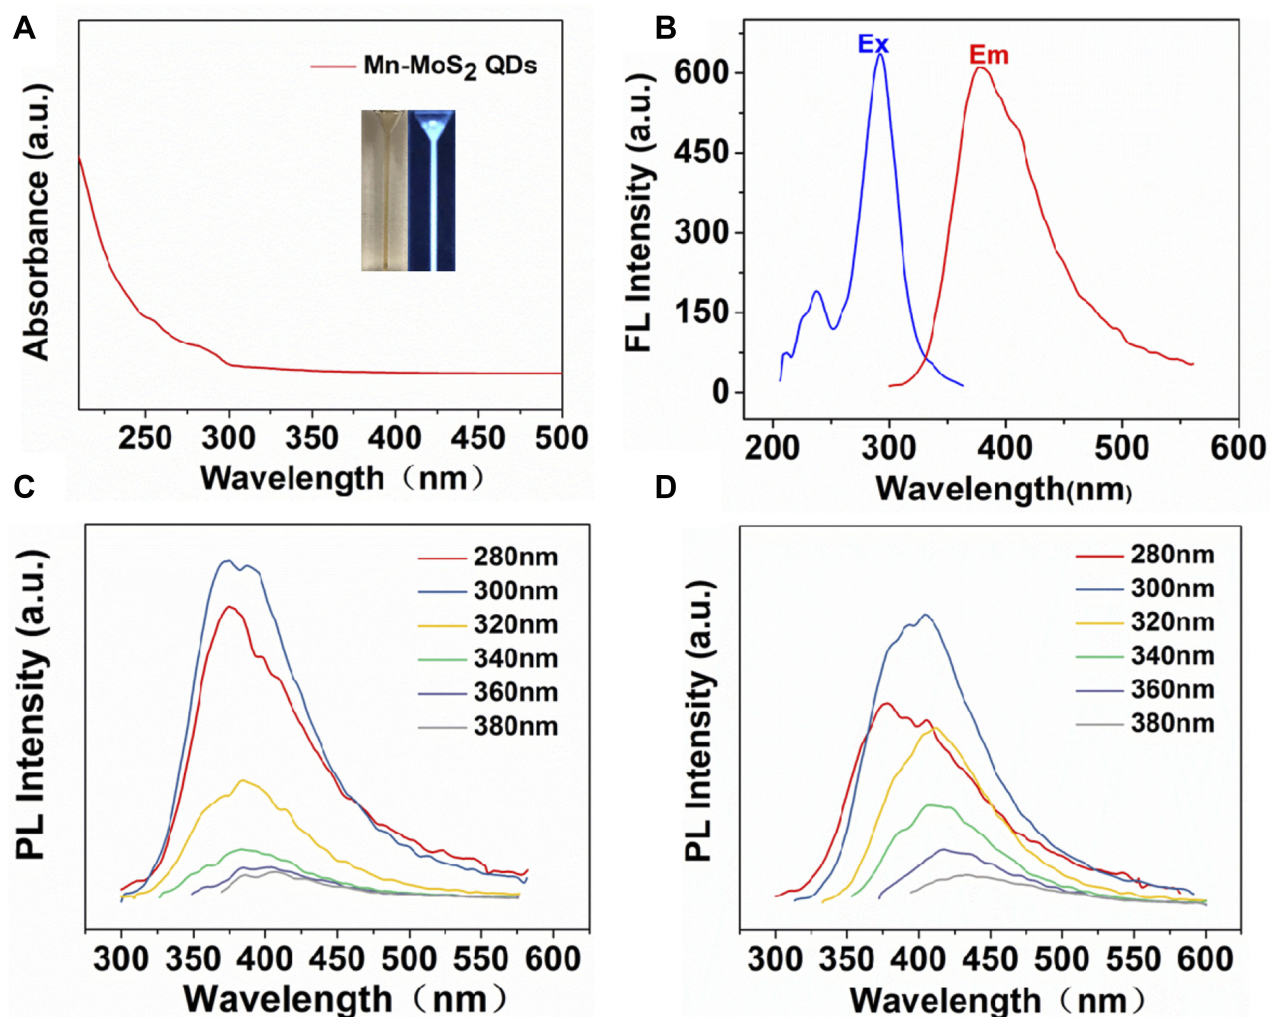 A
Mn-MoS2 QDs
Absorbance (a.u.)
250 300 350 400 450 500
Wavelength（nm）
B
Ex
Em
FL Intensity (a.u.)
600
450
300
150
0
200 300 400 500 600
Wavelength(nm)
C
280nm
300nm
320nm
340nm
360nm
380nm
PL Intensity (a.u.)
300 350 400 450 500 550 600
Wavelength（nm）
D
280nm
300nm
320nm
340nm
360nm
380nm
PL Intensity (a.u.)
300 350 400 450 500 550 600
Wavelength（nm）